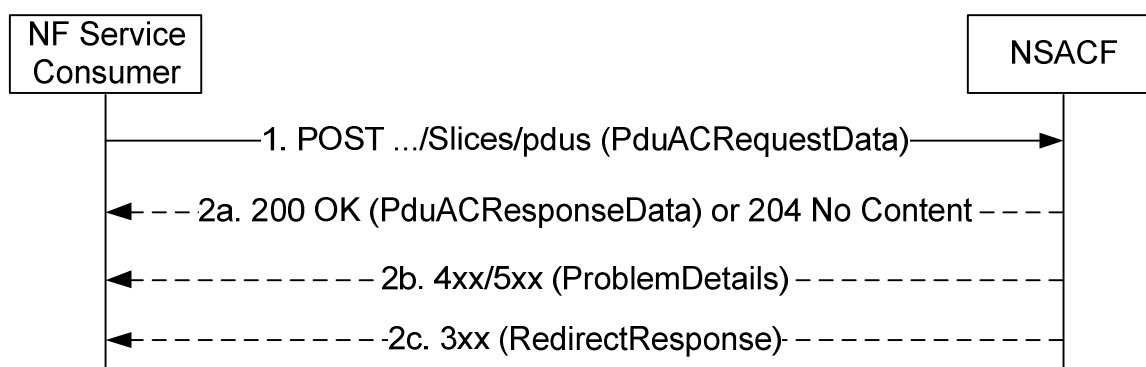 NF Service
Consumer
NSACF
1. POST .../Slices/pdus (PduACRequestData)
2a. 200 OK (PduACResponseData) or 204 No Content
2b. 4xx/5xx (ProblemDetails)
2c. 3xx (RedirectResponse)